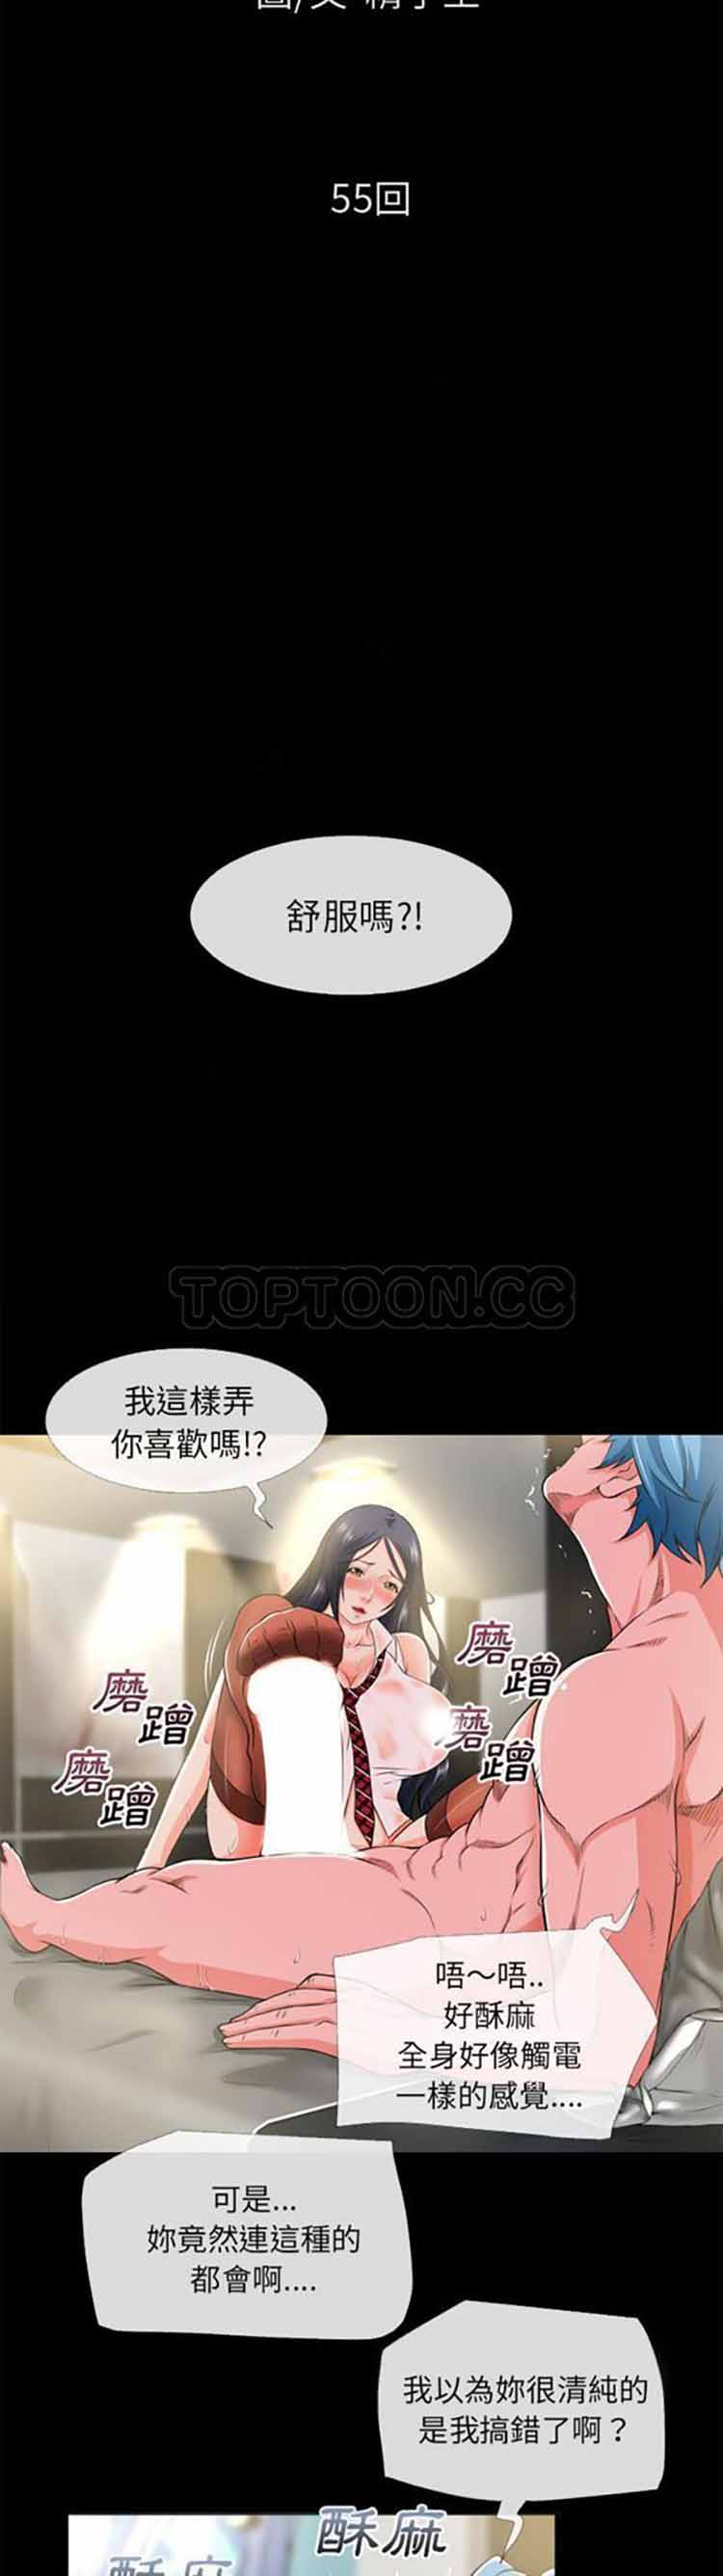 55回
舒服嗎?!
TOPTOON.CC
我這樣弄
你喜歡嗎!?
磨蹭
磨蹭
磨蹭
磨蹭
唔～唔..
好酥麻
全身好像觸電
一樣的感覺....
可是...
妳竟然連這種的
都會啊....
我以為妳很清純的
是我搞錯了啊？
酥麻
酥麻